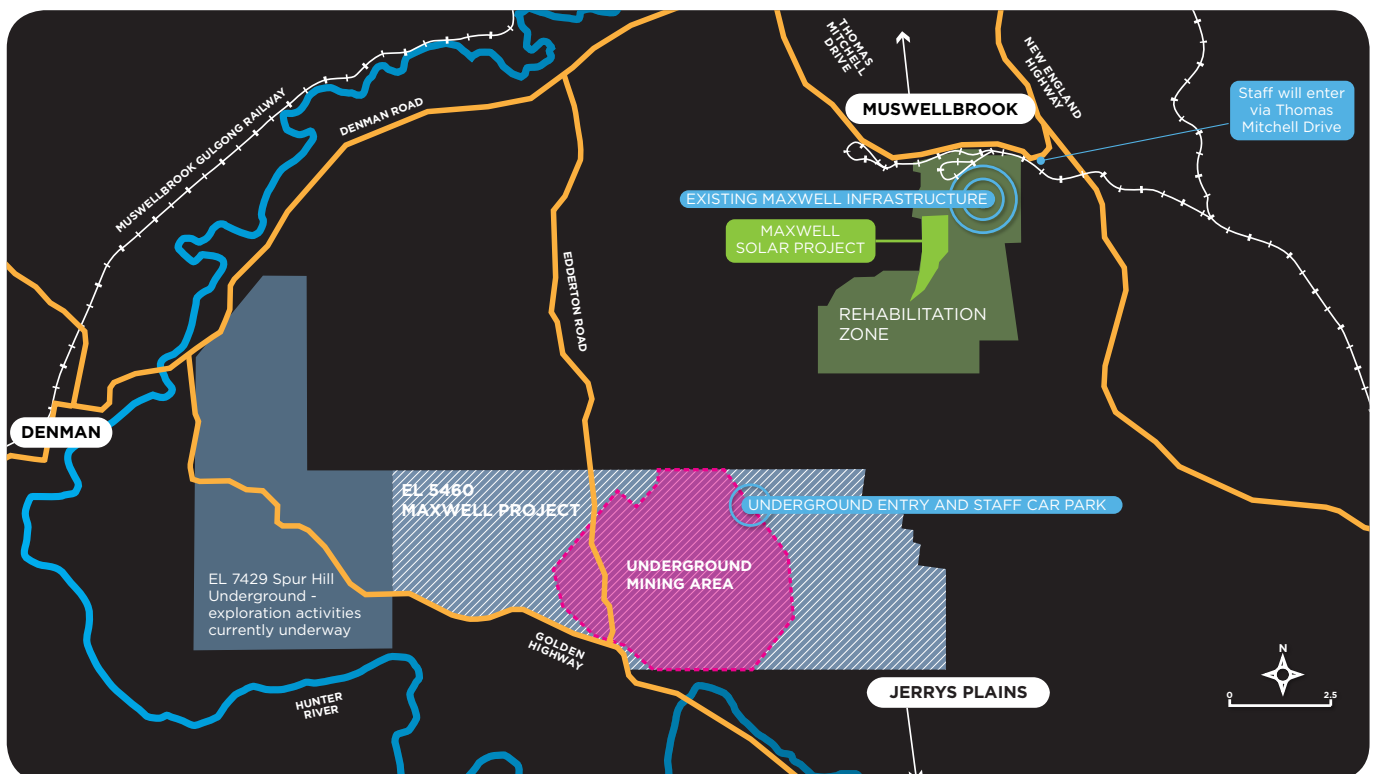 THOMAS
MITCHELL
DRIVE
NEW ENGLAND
HIGHWAY
MUSWELLBROOK
Staff will enter
via Thomas
Mitchell Drive
MUSWELLBROOK GULGONG RAILWAY
DENMAN ROAD
EXISTING MAXWELL INFRASTRUCTURE
MAXWELL
SOLAR PROJECT
EDDERTON ROAD
REHABILITATION
ZONE
DENMAN
EL 5460
MAXWELL PROJECT
UNDERGROUND ENTRY AND STAFF CAR PARK
UNDERGROUND
MINING AREA
EL 7429 Spur Hill
Underground -
exploration activities
currently underway
GOLDEN
HIGHWAY
HUNTER
RIVER
JERRYS PLAINS
N
0 2.5